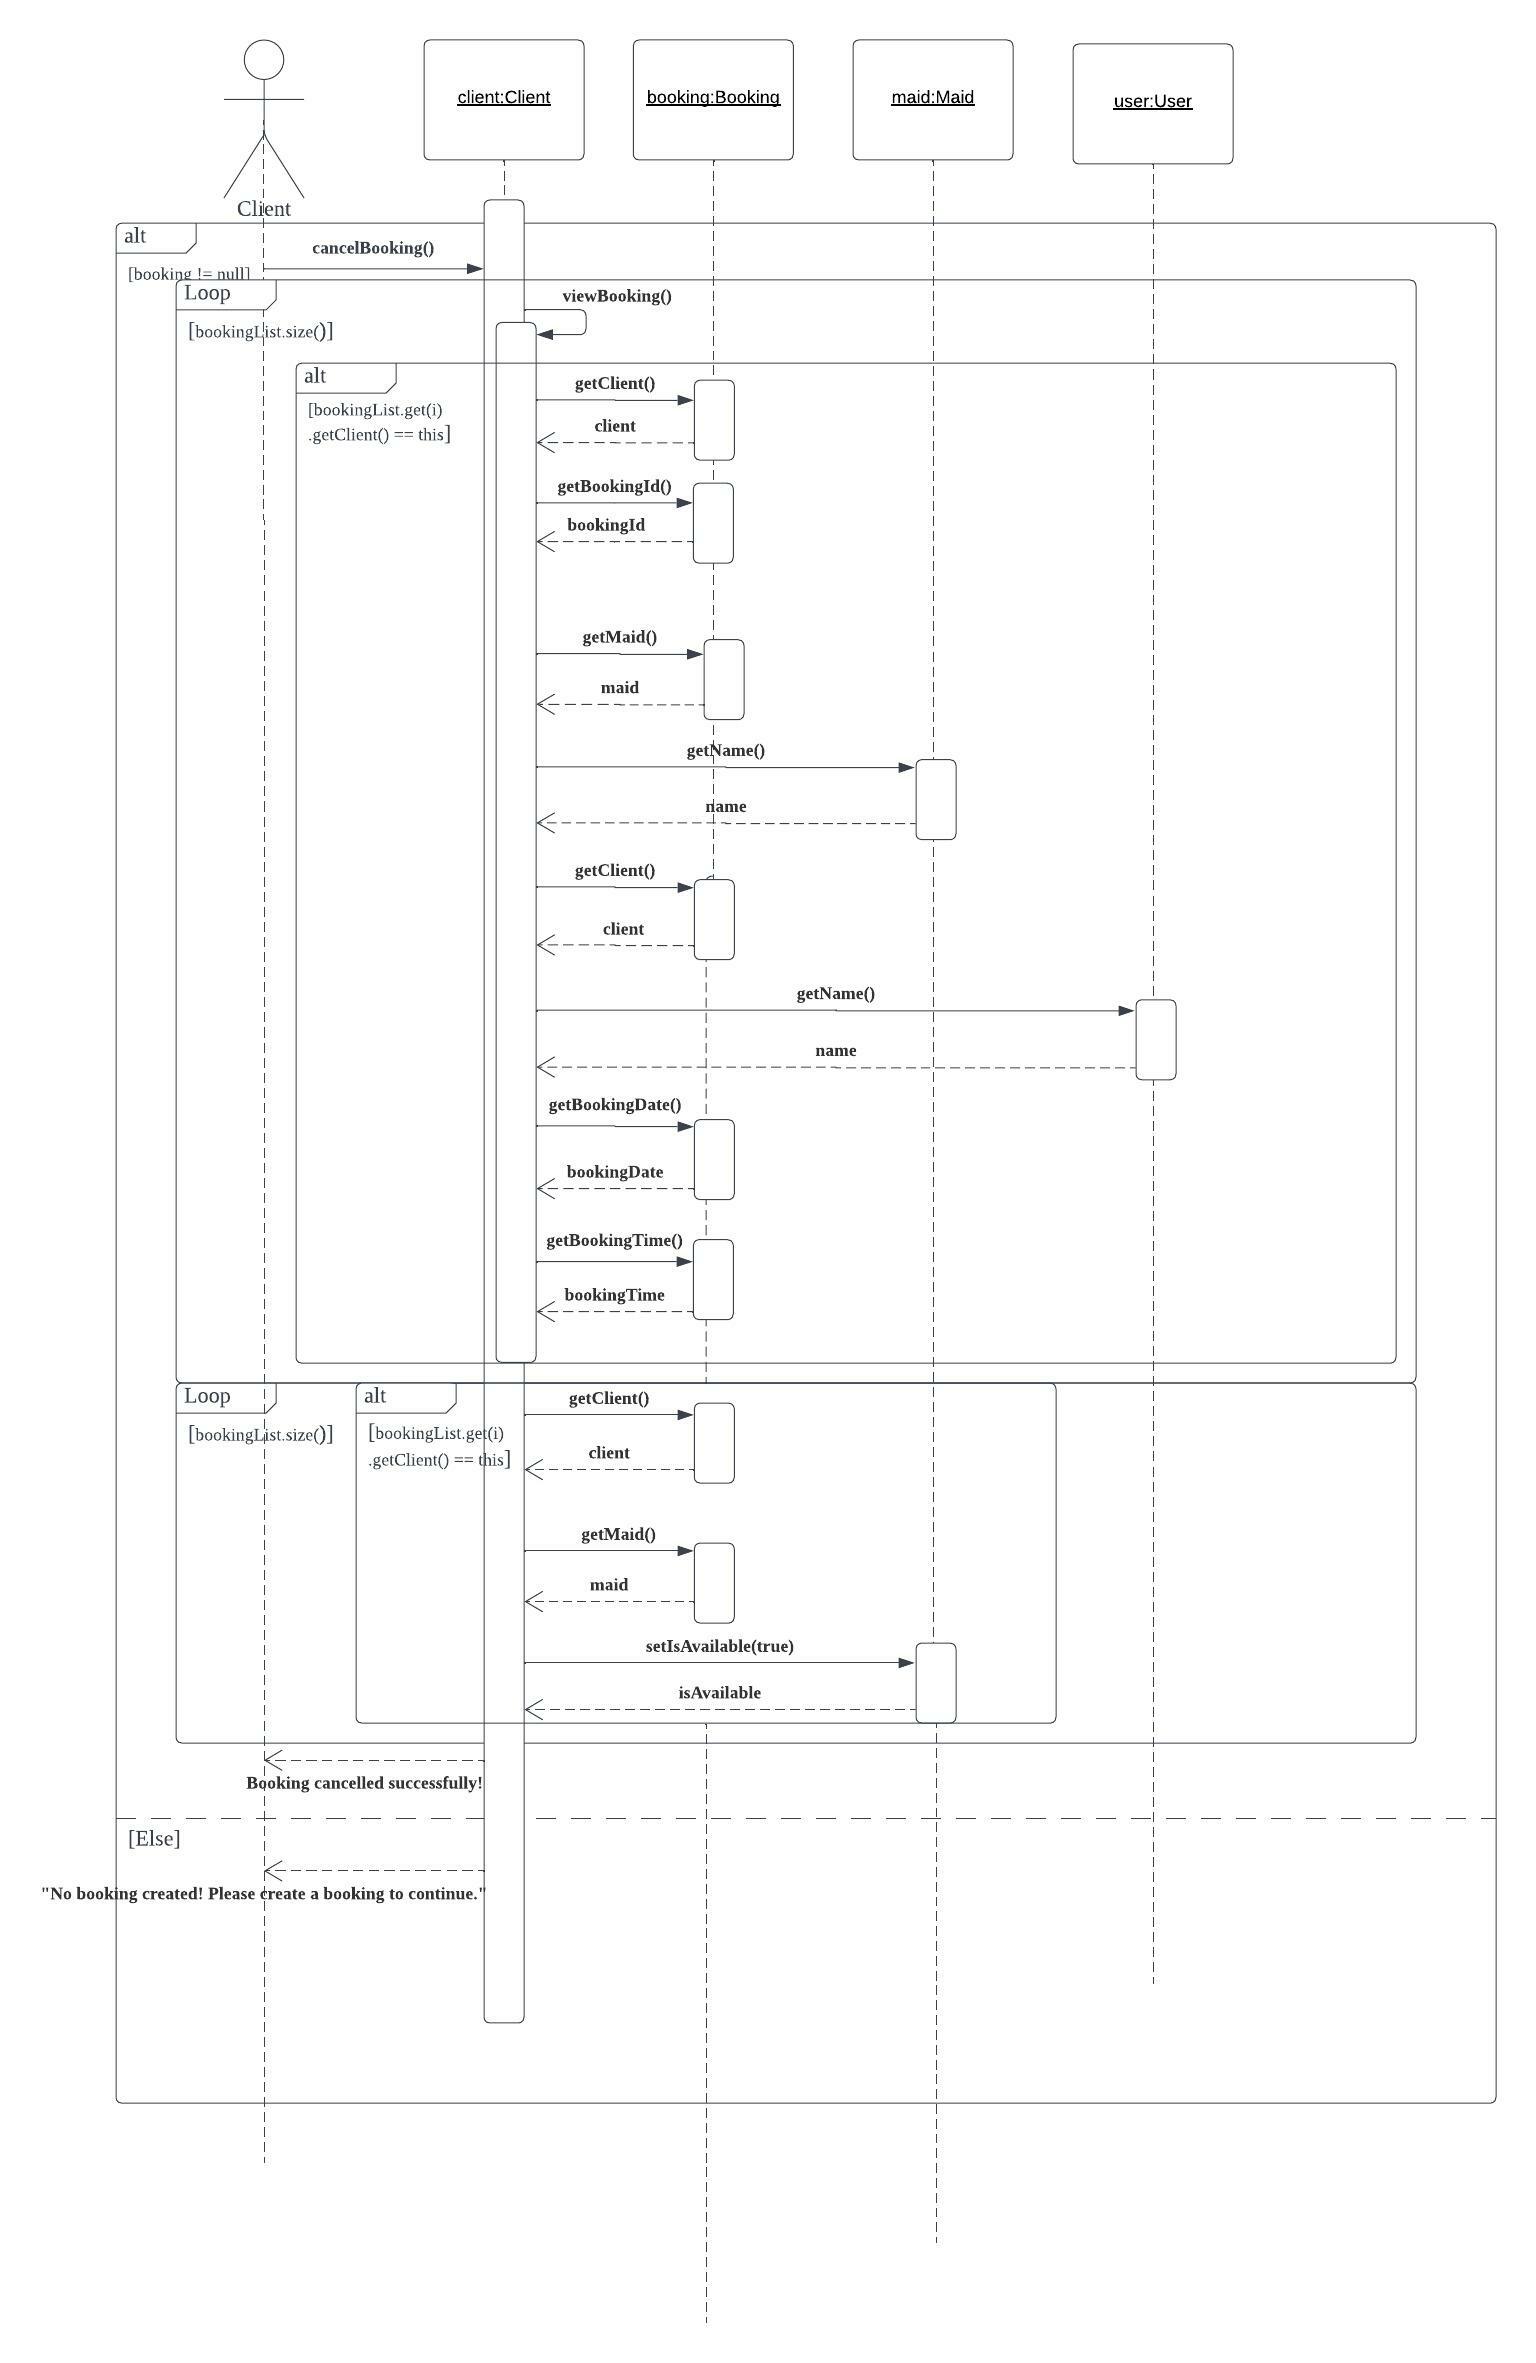 client:Client
booking:Booking
maid:Maid
user:User
Client
alt
cancelBooking()
[booking != null]
Loop
viewBooking()
[bookingList.size()]
alt
getClient()
[bookingList.get(i)
.getClient() == this]
client
getBookingId()
bookingId
getMaid()
maid
getName()
name
getClient()
client
getName()
name
getBookingDate()
bookingDate
getBookingTime()
bookingTime
Loop
alt
getClient()
[bookingList.size()]
[bookingList.get(i)
.getClient() == this]
client
getMaid()
maid
setIsAvailable(true)
isAvailable
Booking cancelled successfully!
[Else]
"No booking created! Please create a booking to continue."